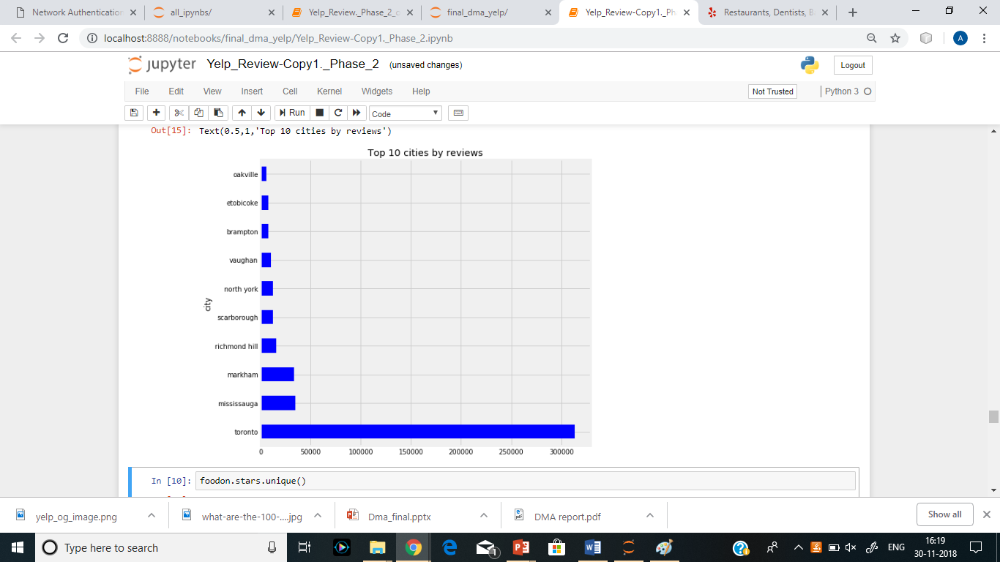 Network Authentication
all_ipynbs/
Yelp_Review._Phase_2_c
final_dma_yelp/
Yelp_Review-Copy1._Ph
Restaurants, Dentists, B
localhost:8888/notebooks/final_dma_yelp/Yelp_Review-Copy1._Phase_2.ipynb
A
jupyter Yelp_Review-Copy1._Phase_2 (unsaved changes)
Logout
File Edit View Insert Cell Kernel Widgets Help
Not Trusted
Python 3
Run
Code
Out[15]: Text(0.5,1,'Top 10 cities by reviews')
Top 10 cities by reviews
oakville
etobicoke
brampton
vaughan
north york
city
scarborough
richmond hill
markham
mississauga
toronto
0 50000 100000 150000 200000 250000 300000
In [10]: foodon.stars.unique()
yelp_og_image.png
what-are-the-100-....jpg
Dma_final.pptx
DMA report.pdf
Show all
Type here to search
1
ENG
16:19
30-11-2018